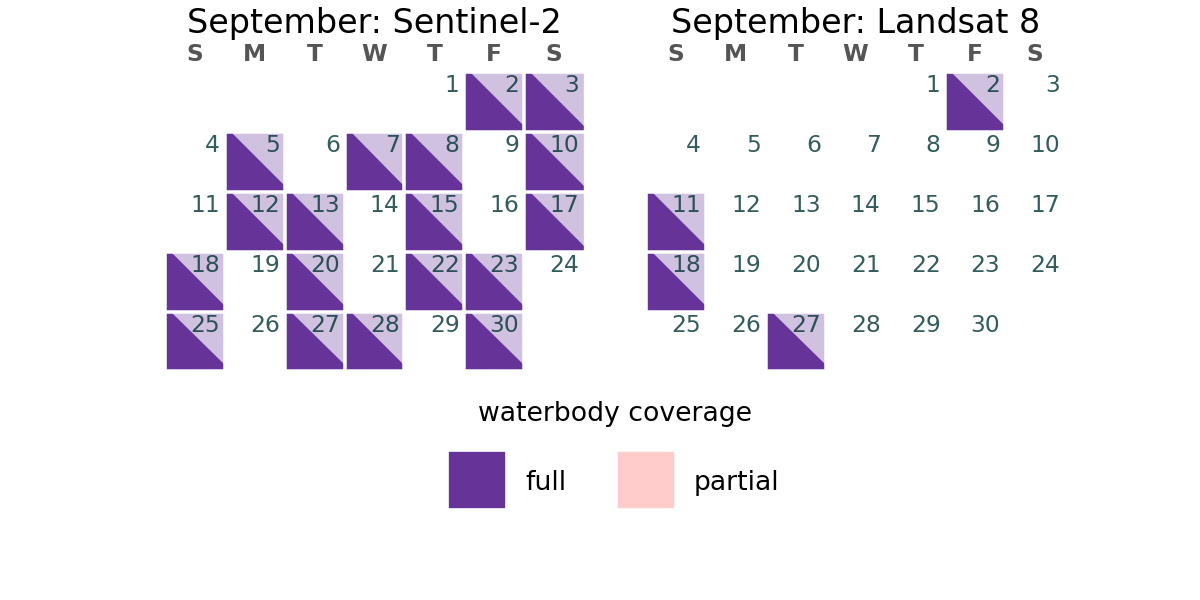 September: Sentinel-2
S M T W T F S
1 2 3
4 5 6 7 8 9 10
11 12 13 14 15 16 17
18 19 20 21 22 23 24
25 26 27 28 29 30
September: Landsat 8
S M T W T F S
1 2 3
4 5 6 7 8 9 10
11 12 13 14 15 16 17
18 19 20 21 22 23 24
25 26 27 28 29 30
waterbody coverage
full partial